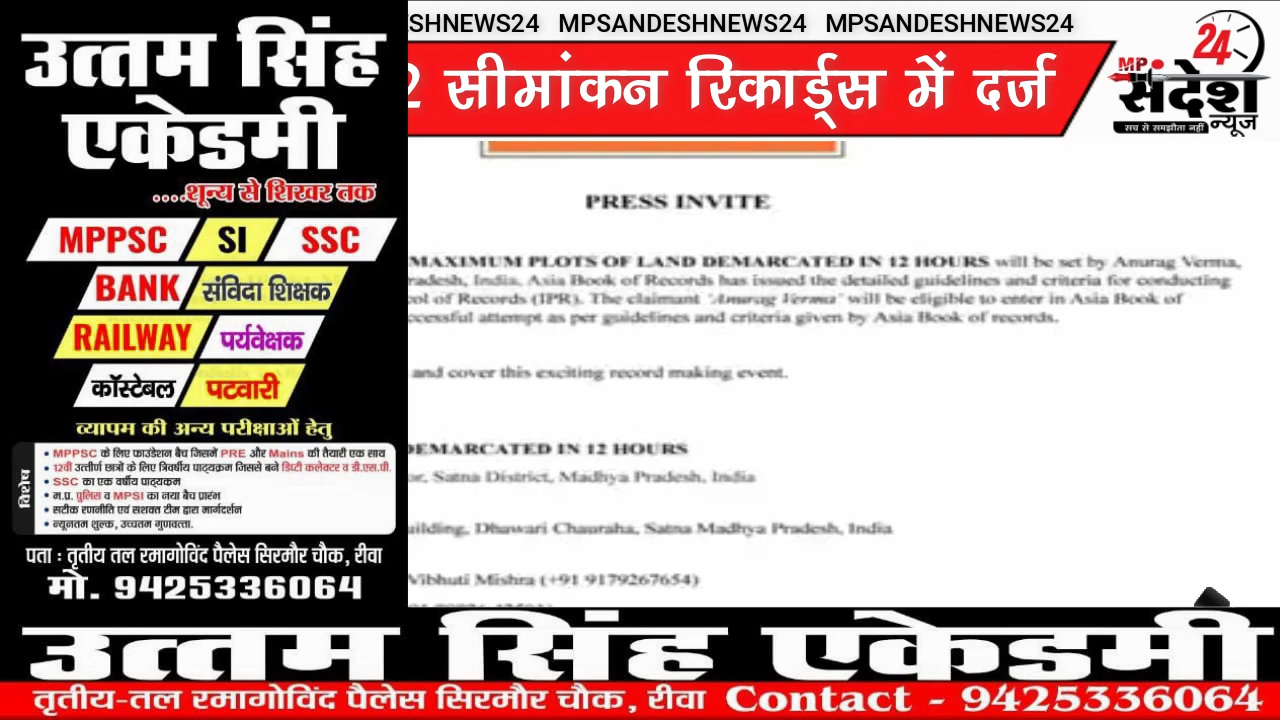 उत्तम सिंह
एकेडमी
....शून्य से शिखर तक
MPPSC SI SSC
BANK संविदा शिक्षक
RAILWAY पर्यवेक्षक
कॉस्टेबल पटवारी
व्यापम की अन्य परीक्षाओं हेतु
विशेष
• MPPSC के लिए फाउंडेशन बैच जिसमें PRE और Mains की तैयारी एक साथ
• 12वी उत्तीर्ण छात्रों के लिए त्रिवर्षीय पाठ्यक्रम जिससे बने डिप्टी कलेक्टर व डी.एस.पी.
• SSC का एक वर्षीय पाठ्यक्रम
• म.प्र. पुलिस व MPSI का नया बैच प्रारंभ
• सटीक रणनीति एवं सशक्त टीम द्वारा मार्गदर्शन
• न्यूनतम शुल्क, उच्चतम गुणवत्ता.
पता : तृतीय तल रमागोविंद पैलेस सिरमौर चौक, रीवा
मो. 9425336064
SHNEWS24 MPSANDESHNEWS24 MPSANDESHNEWS24
2 सीमांकन रिकार्ड्स में दर्ज
24
MP
संदेश
सच से समझौता नहीं न्यूज
PRESS INVITE
MAXIMUM PLOTS OF LAND DEMARCATED IN 12 HOURS will be set by Anurag Verma,
radesh, India. Asia Book of Records has issued the detailed guidelines and criteria for conducting
ol of Records (IPR). The claimant 'Anurag Verma' will be eligible to enter in Asia Book of
ccessful attempt as per guidelines and criteria given by Asia Book of records.
and cover this exciting record making event.
DEMARCATED IN 12 HOURS
or, Satna District, Madhya Pradesh, India
uilding, Dhawari Chauraha, Satna Madhya Pradesh, India
Vibhuti Mishra (+91 9179267654)
उत्तम सिंह एकेडमी
तृतीय-तल रमागोविंद पैलेस सिरमौर चौक, रीवा Contact - 9425336064